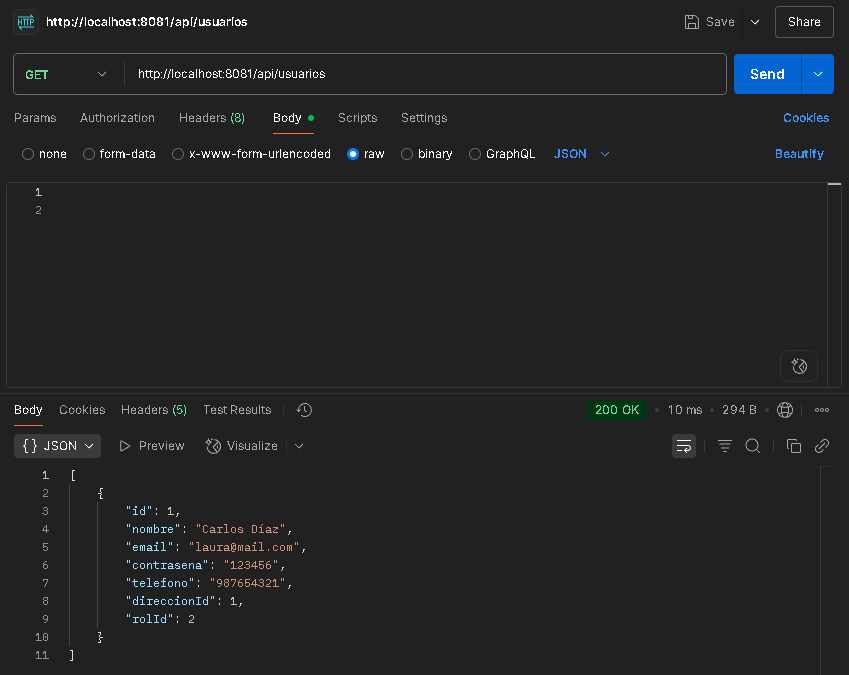 HTTP http://localhost:8081/api/usuarios Save Share
GET http://localhost:8081/api/usuarios Send
Params Authorization Headers (8) Body Scripts Settings Cookies
none form-data x-www-form-urlencoded raw binary GraphQL JSON Beautify
1
2
Body Cookies Headers (5) Test Results 200 OK • 10 ms • 294 B •
{} JSON Preview Visualize
1 [
2 {
3 "id": 1,
4 "nombre": "Carlos Díaz",
5 "email": "laura@mail.com",
6 "contrasena": "123456",
7 "telefono": "987654321",
8 "direccionId": 1,
9 "rolId": 2
10 }
11 ]